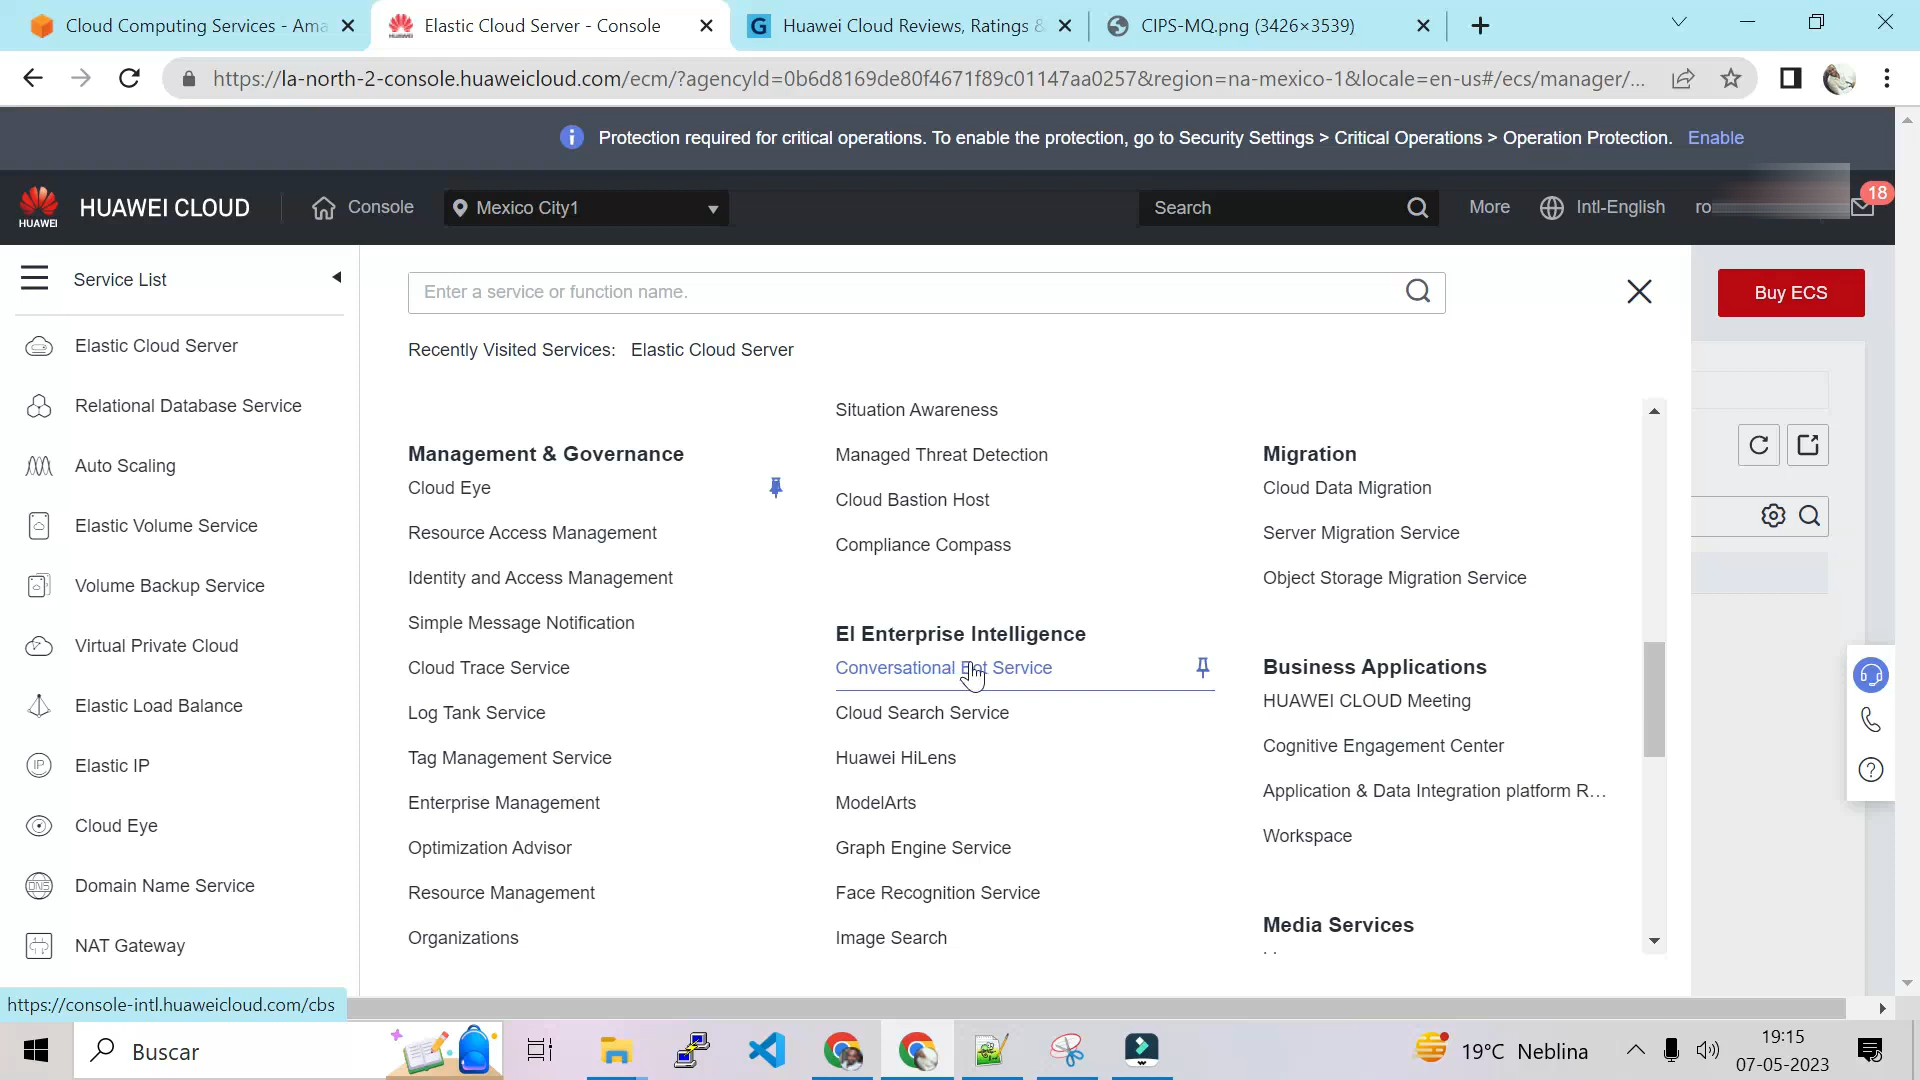 Cloud Computing Services - Ama
Elastic Cloud Server - Console
Huawei Cloud Reviews, Ratings &
CIPS-MQ.png (3426×3539)
https://la-north-2-console.huaweicloud.com/ecm/?agencyId=0b6d8169de80f4671f89c01147aa0257&region=na-mexico-1&locale=en-us#/ecs/manager/...
Protection required for critical operations. To enable the protection, go to Security Settings > Critical Operations > Operation Protection. Enable
HUAWEI
HUAWEI CLOUD
Console
Mexico City1
Search
More
Intl-English
ro
18
Service List
Elastic Cloud Server
Relational Database Service
Auto Scaling
Elastic Volume Service
Volume Backup Service
Virtual Private Cloud
Elastic Load Balance
IP
Elastic IP
Cloud Eye
DNS
Domain Name Service
NAT Gateway
https://console-intl.huaweicloud.com/cbs
Enter a service or function name.
Recently Visited Services: Elastic Cloud Server
Management & Governance
Cloud Eye
Resource Access Management
Identity and Access Management
Simple Message Notification
Cloud Trace Service
Log Tank Service
Tag Management Service
Enterprise Management
Optimization Advisor
Resource Management
Organizations
Situation Awareness
Managed Threat Detection
Cloud Bastion Host
Compliance Compass
EI Enterprise Intelligence
Conversational Bot Service
Cloud Search Service
Huawei HiLens
ModelArts
Graph Engine Service
Face Recognition Service
Image Search
Migration
Cloud Data Migration
Server Migration Service
Object Storage Migration Service
Business Applications
HUAWEI CLOUD Meeting
Cognitive Engagement Center
Application & Data Integration platform R...
Workspace
Media Services
Buy ECS
Buscar
19°C Neblina
19:15
07-05-2023